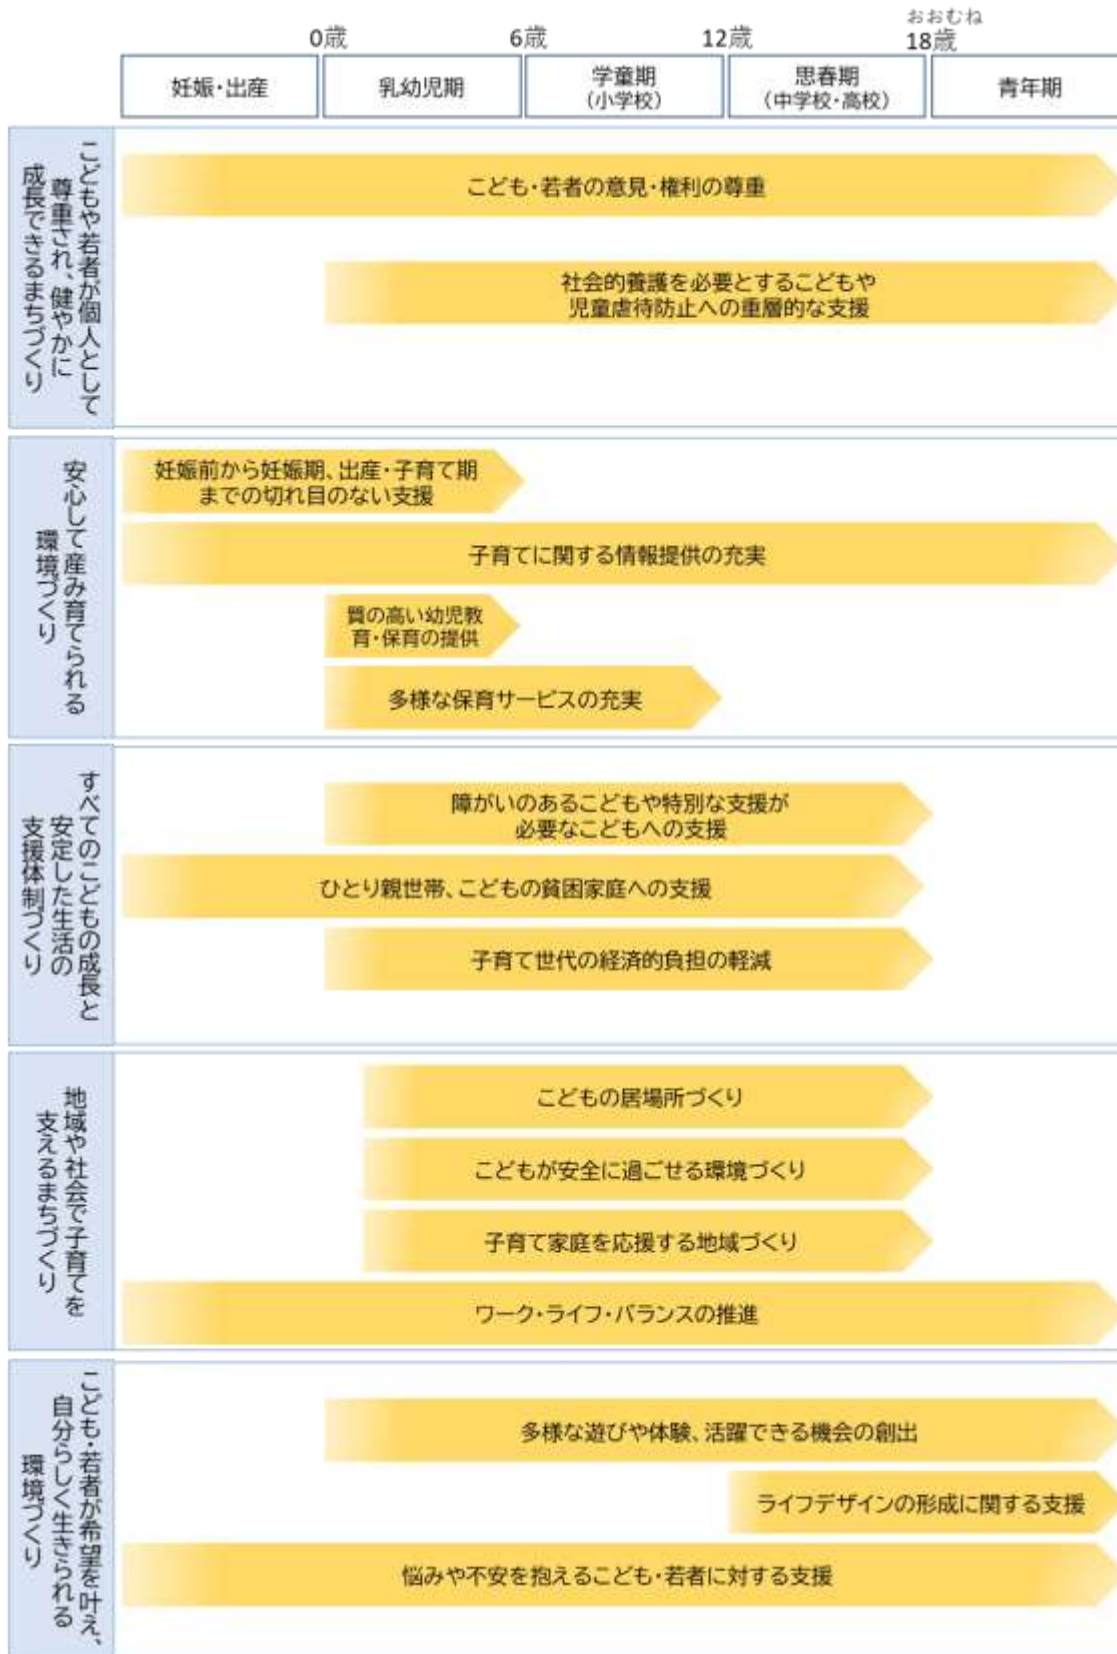 おおむね
0歳 6歳 12歳 18歳
妊娠・出産
乳幼児期
学童期
（小学校）
思春期
（中学校・高校）
青年期
こどもや若者が個人として
尊重され、健やかに
成長できるまちづくり
こども・若者の意見・権利の尊重
社会的養護を必要とするこどもや
児童虐待防止への重層的な支援
安心して産み育てられる
環境づくり
妊娠前から妊娠期、出産・子育て期
までの切れ目のない支援
子育てに関する情報提供の充実
質の高い幼児教
育・保育の提供
多様な保育サービスの充実
すべてのこどもの成長と
安定した生活の
支援体制づくり
障がいのあるこどもや特別な支援が
必要なこどもへの支援
ひとり親世帯、こどもの貧困家庭への支援
子育て世代の経済的負担の軽減
地域や社会で子育てを
支えるまちづくり
こどもの居場所づくり
こどもが安全に過ごせる環境づくり
子育て家庭を応援する地域づくり
ワーク・ライフ・バランスの推進
こども・若者が希望を叶え、
自分らしく生きられる
環境づくり
多様な遊びや体験、活躍できる機会の創出
ライフデザインの形成に関する支援
悩みや不安を抱えるこども・若者に対する支援